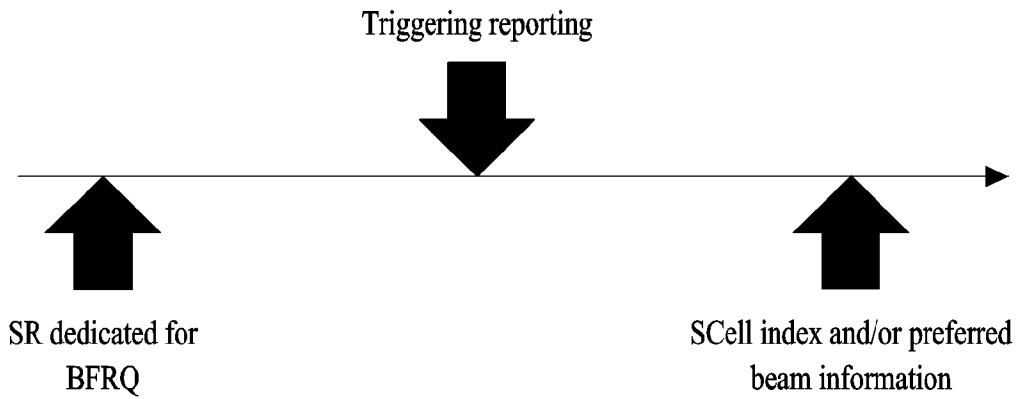 Triggering reporting
SR dedicated for
BFRQ
SCell index and/or preferred
beam information